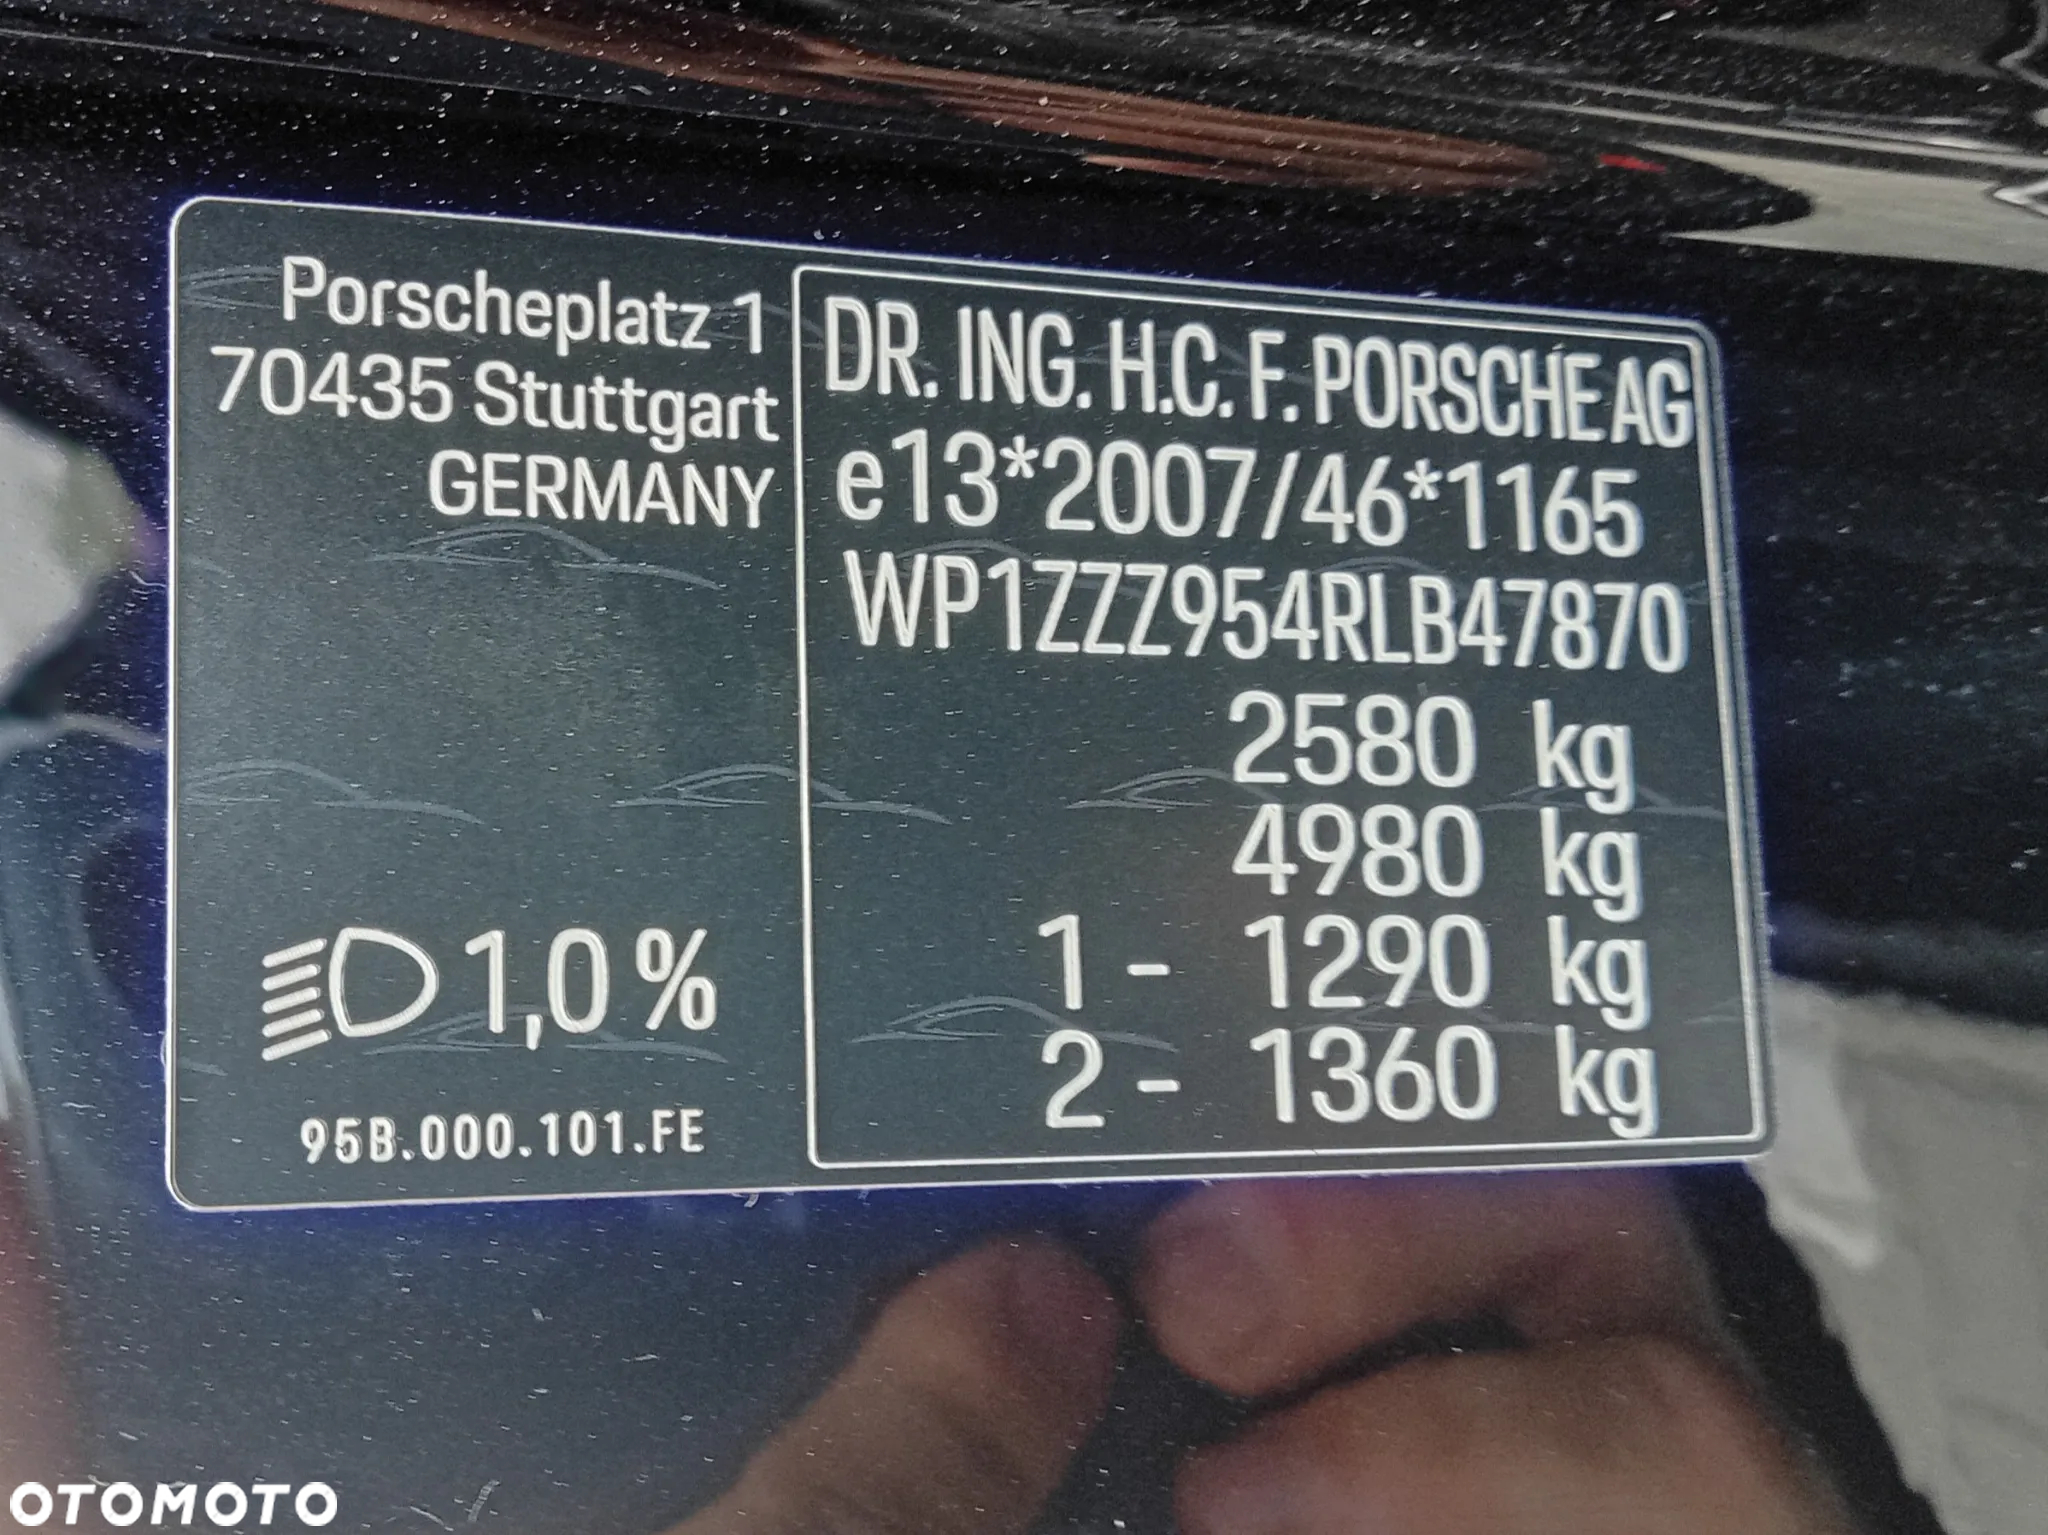 Porscheplatz 1
70435 Stuttgart
GERMANY
1,0 %
95B.000.101.FE
DR. ING. H.C. F. PORSCHE AG
e13*2007/46*1165
WP1ZZZ954RLB47870
2580 kg
4980 kg
1 - 1290 kg
2 - 1360 kg
OTOMOTO